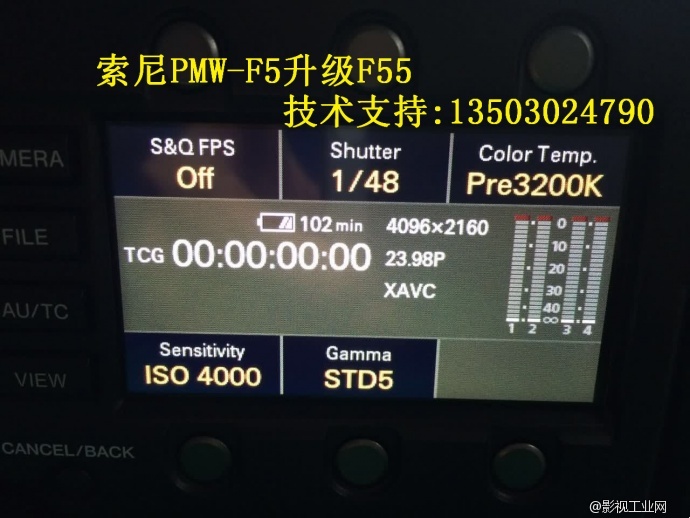 索尼PMW-F5升级F55
技术支持:13503024790
S&Q FPS
Off
Shutter
1/48
Color Temp.
Pre3200K
MERA
FILE
AU/TC
VIEW
CANCEL/BACK
102 min
4096×2160
TCG 00:00:00:00
23.98P
XAVC
0
10
20
30
40
∞
1 2 3 4
Sensitivity
ISO 4000
Gamma
STD5
@影视工业网